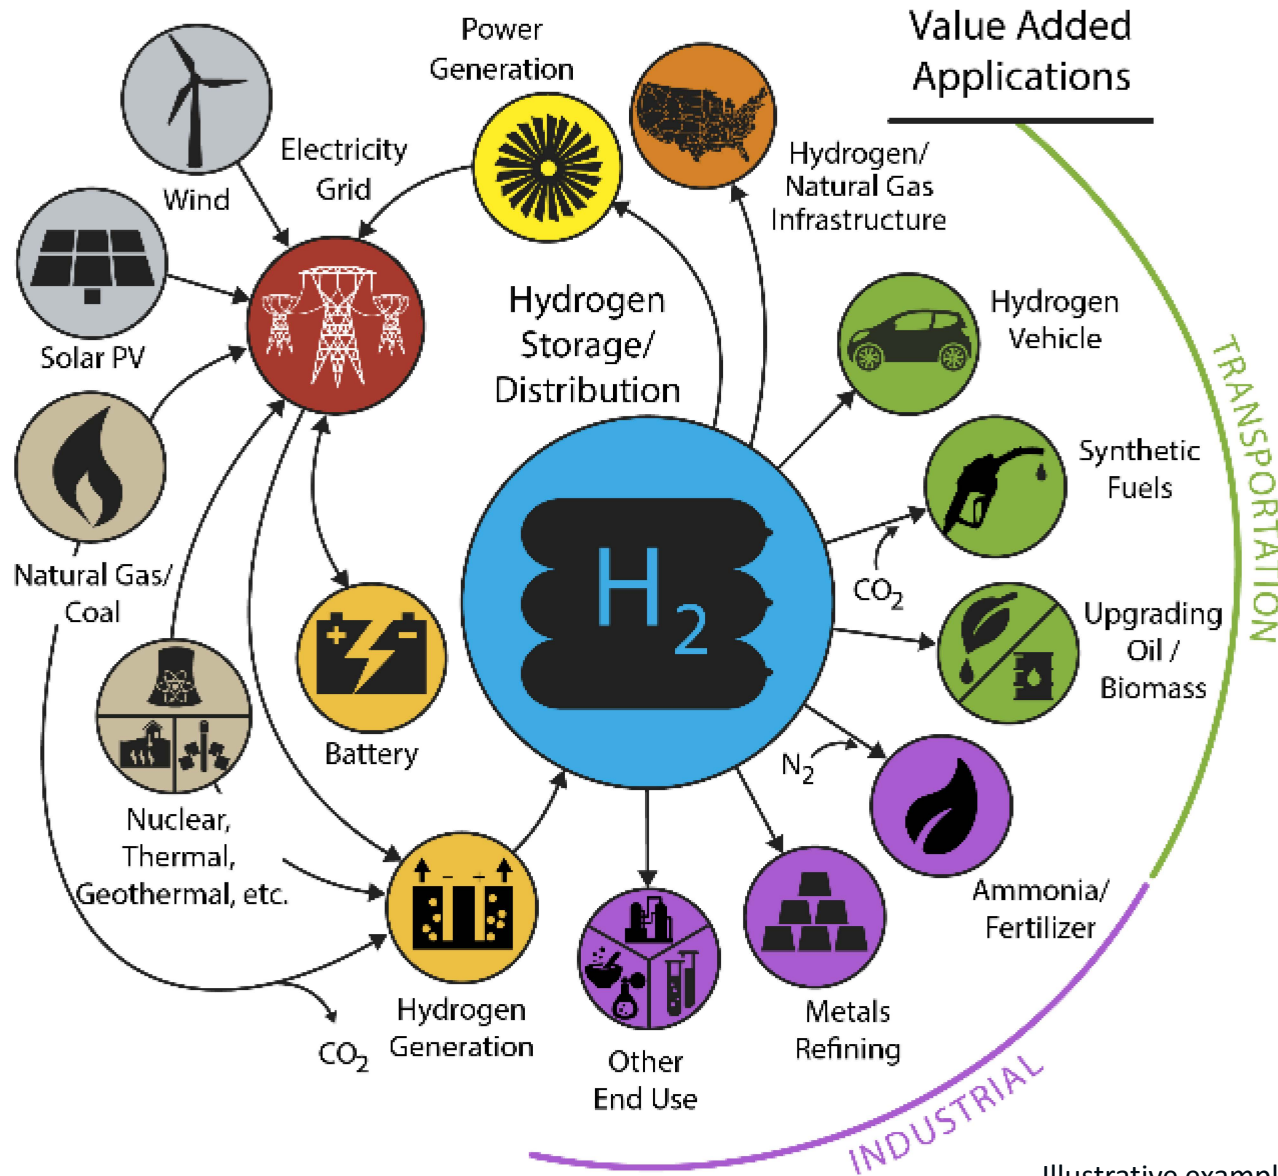 Value Added
Applications
Power
Generation
Wind
Electricity
Grid
Hydrogen/
Natural Gas
Infrastructure
Solar PV
Hydrogen
Storage/
Distribution
Hydrogen
Vehicle
TRANSPORTATION
Synthetic
Fuels
Natural Gas/
Coal
H2
CO2
Upgrading
Oil /
Biomass
+ -
Battery
N2
Nuclear,
Thermal,
Geothermal, etc.
Ammonia/
Fertilizer
- +
Hydrogen
Generation
CO2
Metals
Refining
Other
End Use
INDUSTRIAL
Illustrative exampl